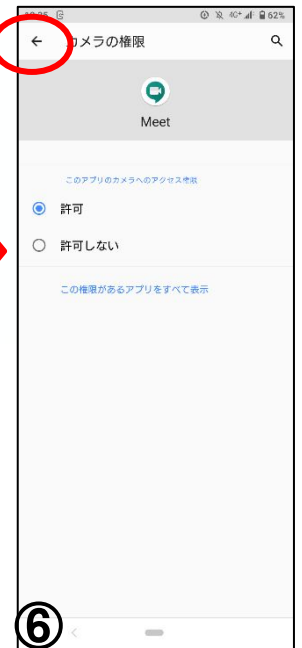 4G+ 62%
カメラの権限
Meet
このアプリのカメラへのアクセス権限
許可
許可しない
この権限があるアプリをすべて表示
⑥